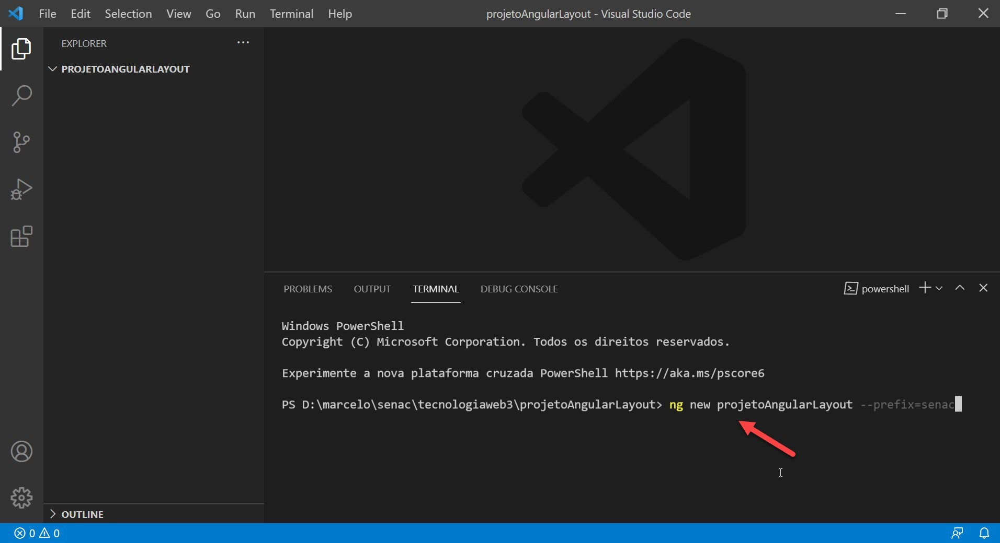 File Edit Selection View Go Run Terminal Help
projetoAngularLayout - Visual Studio Code
EXPLORER
PROJETOANGULARLAYOUT
PROBLEMS OUTPUT TERMINAL DEBUG CONSOLE
powershell
Windows PowerShell
Copyright (C) Microsoft Corporation. Todos os direitos reservados.
Experimente a nova plataforma cruzada PowerShell https://aka.ms/pscore6
PS D:\marcelo\senac\tecnologiaweb3\projetoAngularLayout> ng new projetoAngularLayout --prefix=senac
OUTLINE
0 0